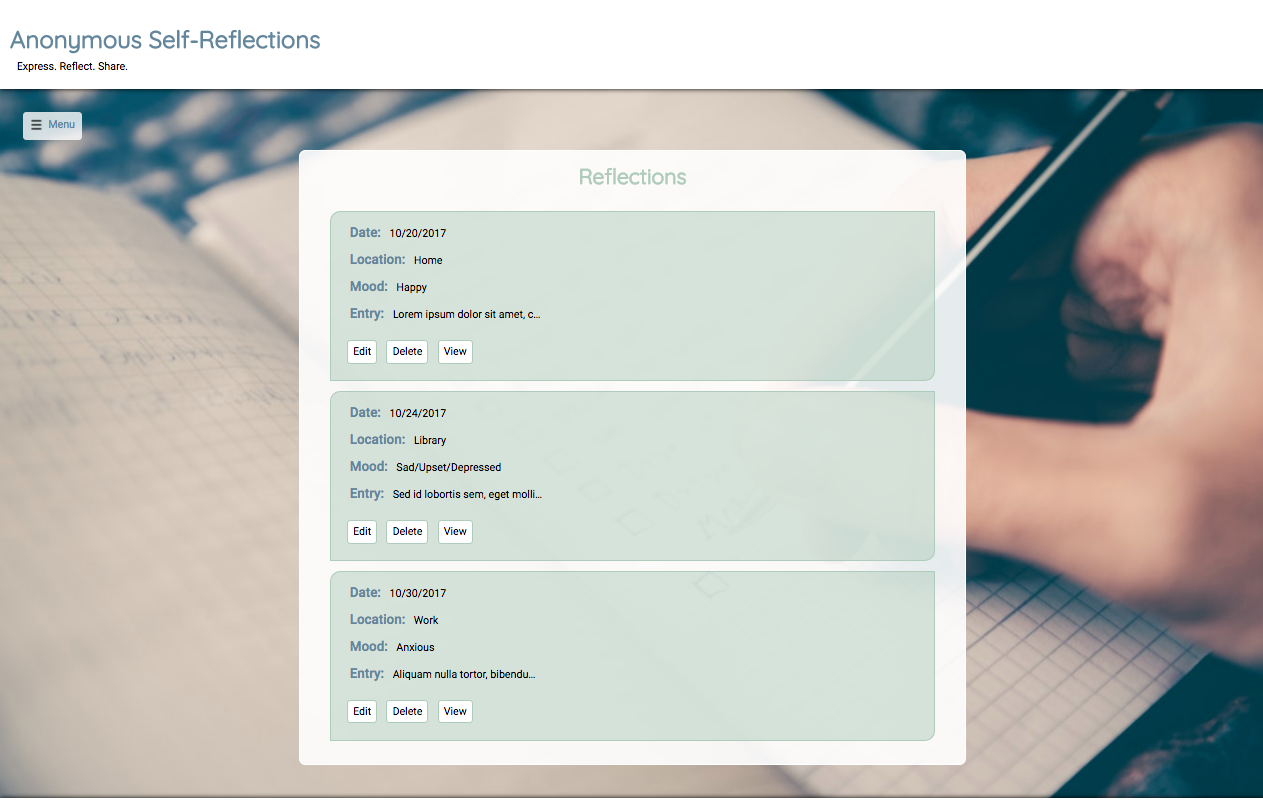 Anonymous Self-Reflections
Express. Reflect. Share.
☰ Menu
Reflections
Date: 10/20/2017
Location: Home
Mood: Happy
Entry: Lorem ipsum dolor sit amet, c...
Edit Delete View
Date: 10/24/2017
Location: Library
Mood: Sad/Upset/Depressed
Entry: Sed id lobortis sem, eget molli...
Edit Delete View
Date: 10/30/2017
Location: Work
Mood: Anxious
Entry: Aliquam nulla tortor, bibendu...
Edit Delete View